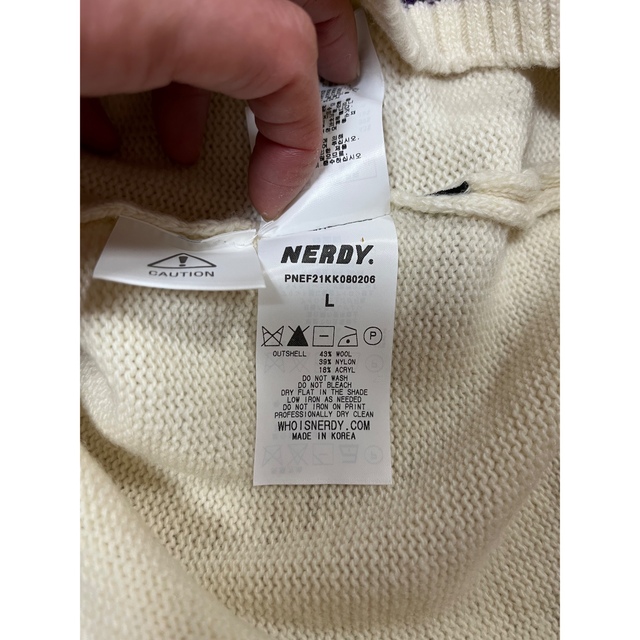 CAUTION
NERDY.
PNEF21KK080206
L
OUTSHELL 43% WOOL
39% NYLON
18% ACRYL
DO NOT WASH
DO NOT BLEACH
DRY FLAT IN THE SHADE
LOW IRON AS NEEDED
DO NOT IRON ON PRINT
PROFESSIONALLY DRY CLEAN
WHOISNERDY.COM
MADE IN KOREA